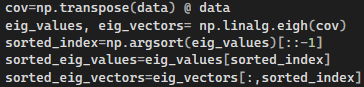 cov=np.transpose(data) @ data
eig_values, eig_vectors= np.linalg.eigh(cov)
sorted_index=np.argsort(eig_values)[::-1]
sorted_eig_values=eig_values[sorted_index]
sorted_eig_vectors=eig_vectors[:,sorted_index]